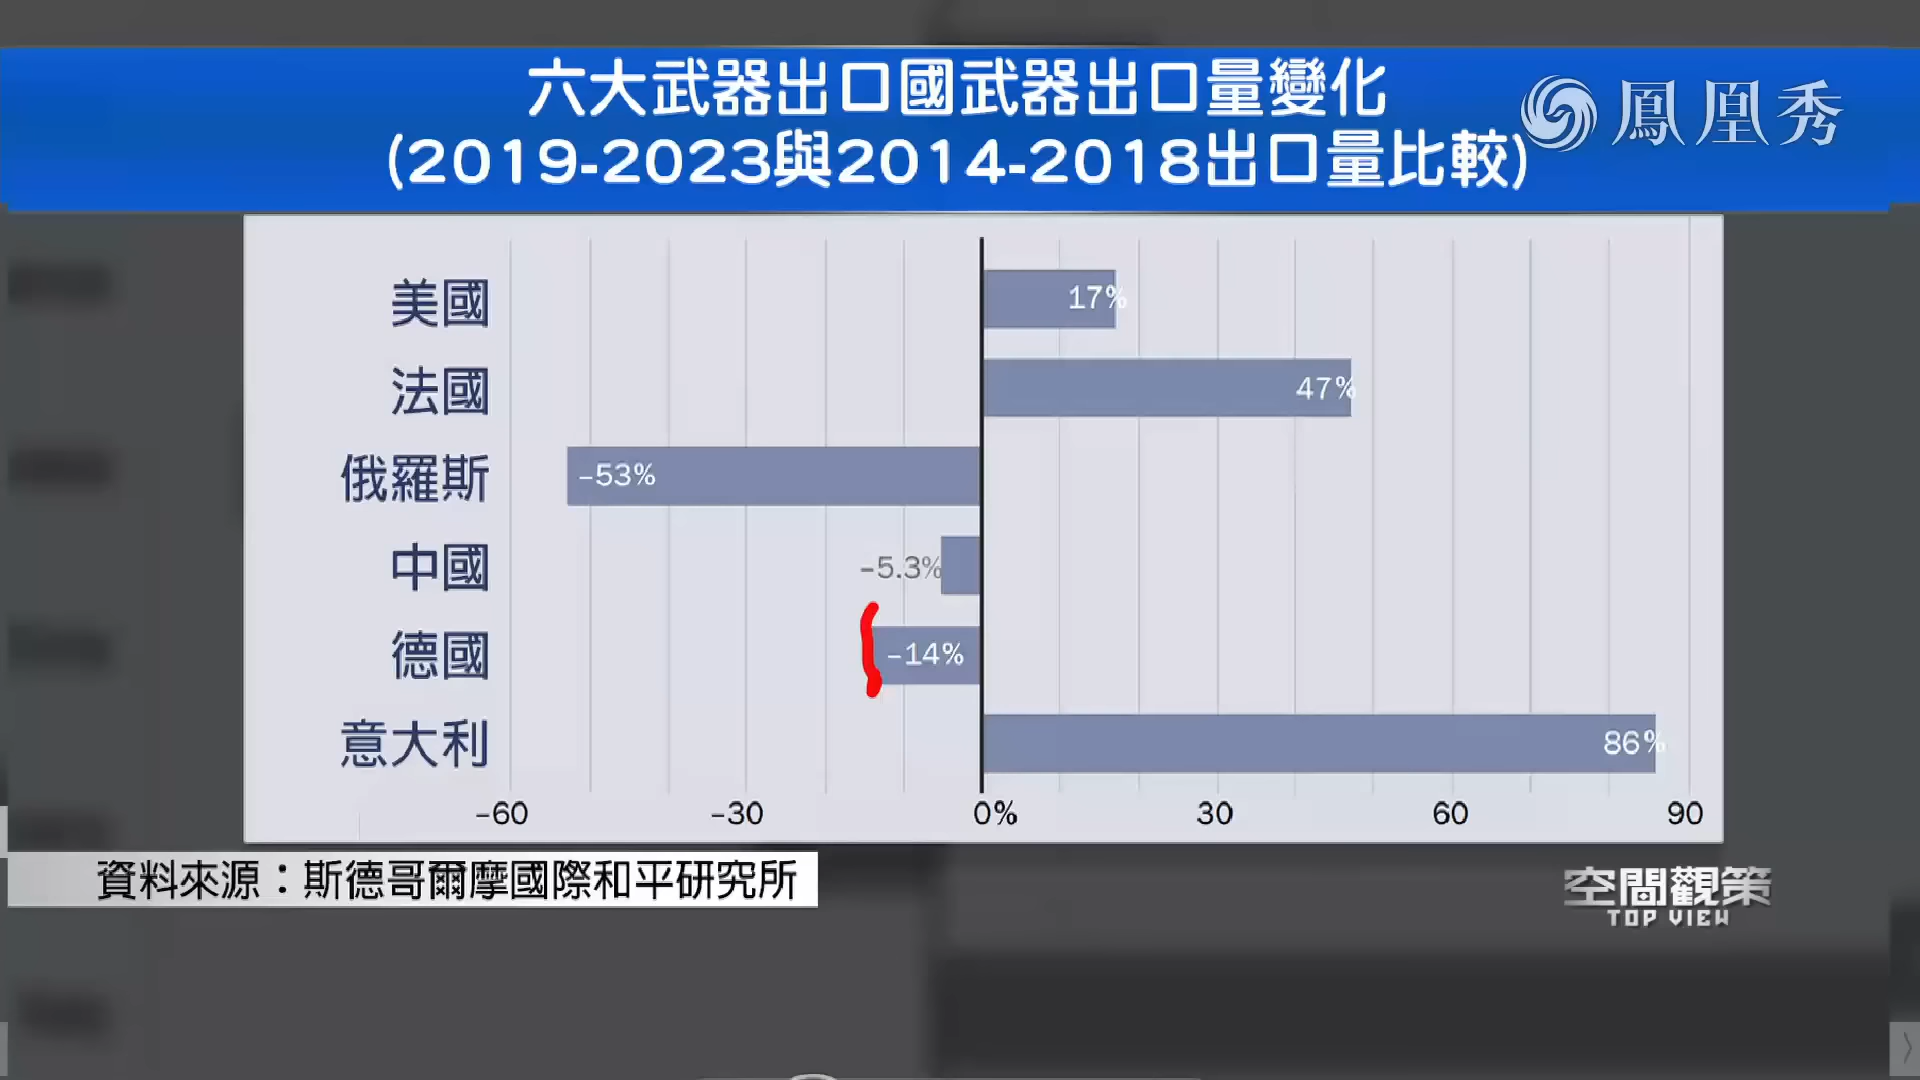 六大武器出口國武器出口量變化
(2019-2023與2014-2018出口量比較)
鳳凰秀
美國
17%
法國
47%
俄羅斯
-53%
中國
-5.3%
德國
-14%
意大利
86%
-60 -30 0% 30 60 90
資料來源：斯德哥爾摩國際和平研究所
空間觀策
TOP VIEW